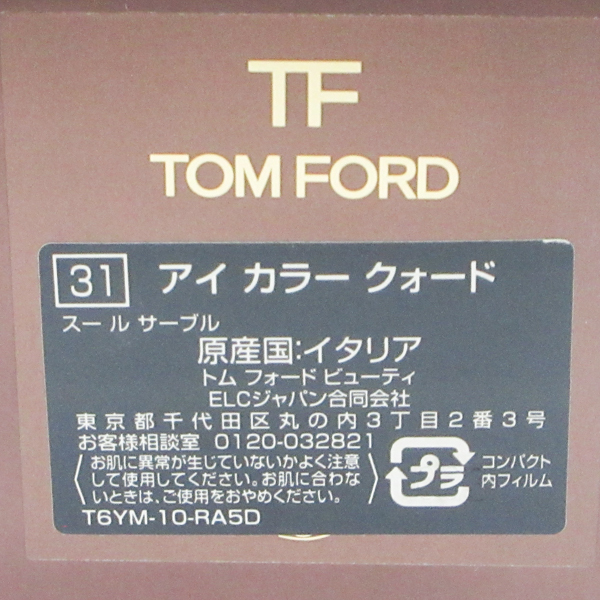 TF
TOM FORD
31 アイ カラー クォード
スール サーブル
原産国:イタリア
トム フォード ビューティ
ELCジャパン合同会社
東京都千代田区丸の内3丁目2番3号
お客様相談室 0120-032821
お肌に異常が生じていないかよく注意
して使用してください。お肌に合わな
いときは、ご使用をおやめください。
プラ
コンパクト
内フィルム
T6YM-10-RA5D